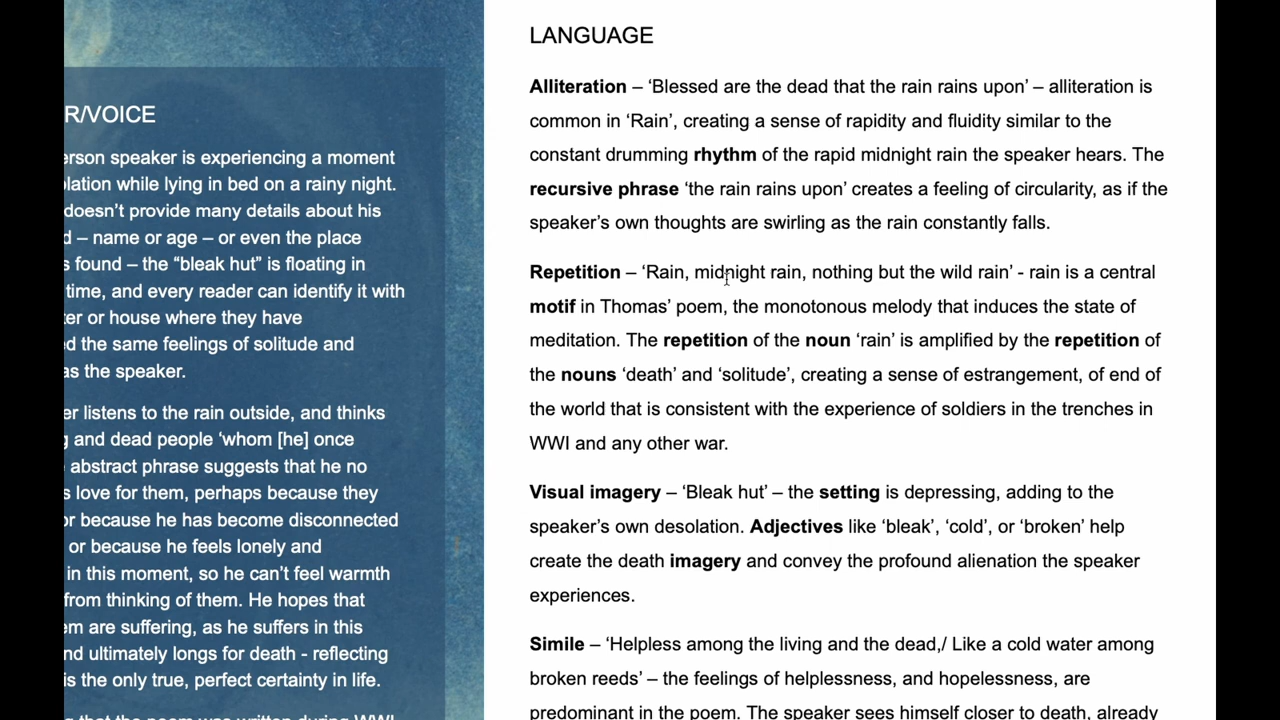 R/VOICE
erson speaker is experiencing a moment
olation while lying in bed on a rainy night.
doesn’t provide many details about his
d – name or age – or even the place
s found – the “bleak hut” is floating in
time, and every reader can identify it with
ter or house where they have
ed the same feelings of solitude and
as the speaker.
er listens to the rain outside, and thinks
g and dead people ‘whom [he] once
abstract phrase suggests that he no
s love for them, perhaps because they
or because he has become disconnected
or because he feels lonely and
in this moment, so he can’t feel warmth
from thinking of them. He hopes that
em are suffering, as he suffers in this
nd ultimately longs for death - reflecting
is the only true, perfect certainty in life.
g that the poem was written during WWI
LANGUAGE
Alliteration – ‘Blessed are the dead that the rain rains upon’ – alliteration is
common in ‘Rain’, creating a sense of rapidity and fluidity similar to the
constant drumming rhythm of the rapid midnight rain the speaker hears. The
recursive phrase ‘the rain rains upon’ creates a feeling of circularity, as if the
speaker’s own thoughts are swirling as the rain constantly falls.
Repetition – ‘Rain, midnight rain, nothing but the wild rain’ - rain is a central
motif in Thomas’ poem, the monotonous melody that induces the state of
meditation. The repetition of the noun ‘rain’ is amplified by the repetition of
the nouns ‘death’ and ‘solitude’, creating a sense of estrangement, of end of
the world that is consistent with the experience of soldiers in the trenches in
WWI and any other war.
Visual imagery – ‘Bleak hut’ – the setting is depressing, adding to the
speaker’s own desolation. Adjectives like ‘bleak’, ‘cold’, or ‘broken’ help
create the death imagery and convey the profound alienation the speaker
experiences.
Simile – ‘Helpless among the living and the dead,/ Like a cold water among
broken reeds’ – the feelings of helplessness, and hopelessness, are
predominant in the poem. The speaker sees himself closer to death, already